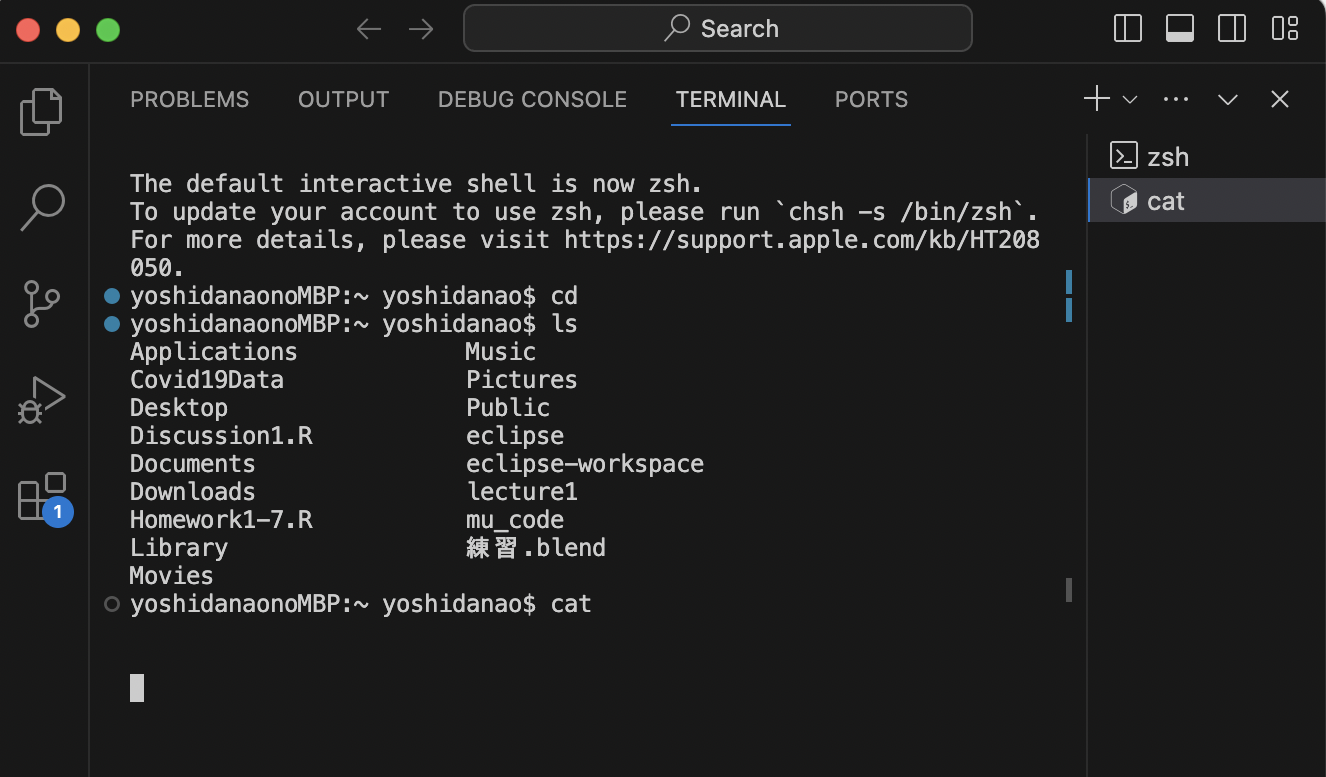 Search
PROBLEMS OUTPUT DEBUG CONSOLE TERMINAL PORTS
The default interactive shell is now zsh.
To update your account to use zsh, please run `chsh -s /bin/zsh`.
For more details, please visit https://support.apple.com/kb/HT208
050.
yoshidanaonoMBP:~ yoshidanao$ cd
yoshidanaonoMBP:~ yoshidanao$ ls
Applications Music
Covid19Data Pictures
Desktop Public
Discussion1.R eclipse
Documents eclipse-workspace
Downloads lecture1
Homework1-7.R mu_code
Library 練習.blend
Movies
yoshidanaonoMBP:~ yoshidanao$ cat
zsh
cat
1